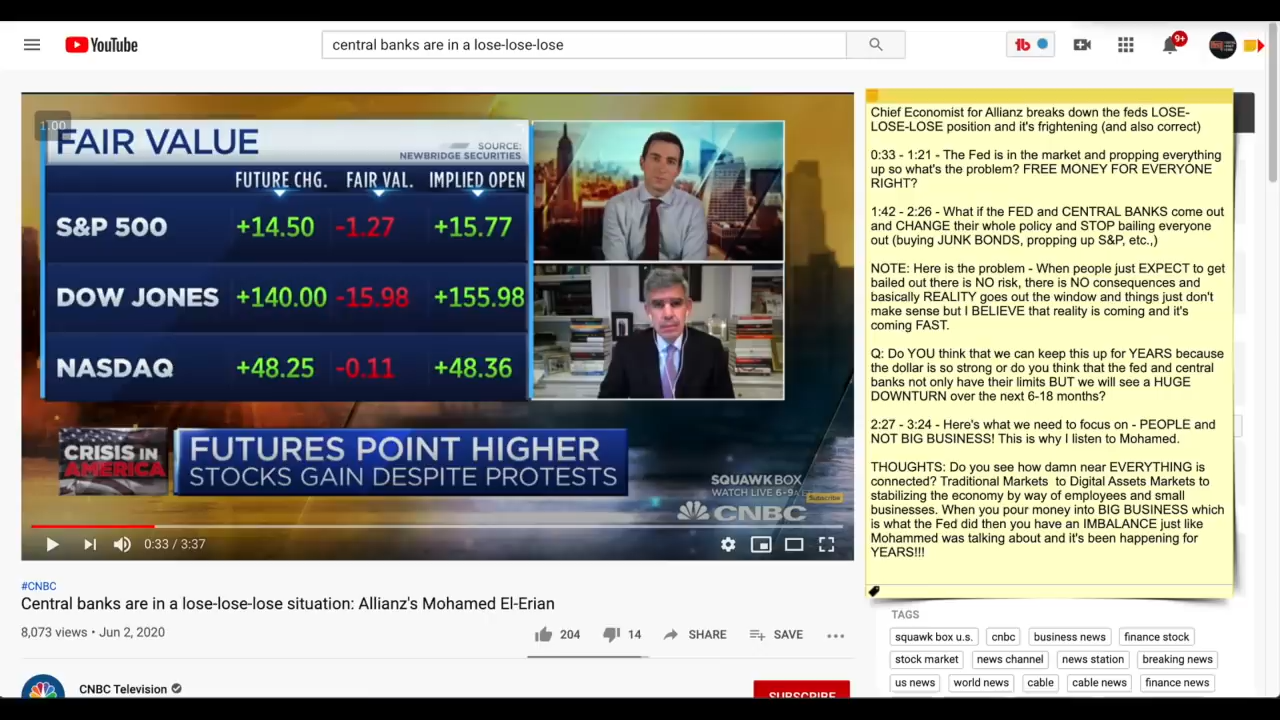 YouTube
central banks are in a lose-lose-lose
tb
9+
1:00
FAIR VALUE
SOURCE:
NEWBRIDGE SECURITIES
FUTURE CHG. FAIR VAL. IMPLIED OPEN
S&P 500 +14.50 -1.27 +15.77
DOW JONES +140.00 -15.98 +155.98
NASDAQ +48.25 -0.11 +48.36
CRISIS IN
AMERICA
FUTURES POINT HIGHER
STOCKS GAIN DESPITE PROTESTS
SQUAWK BOX
WATCH LIVE 6-9A
Subscribe
CNBC
0:33 / 3:37
#CNBC
Central banks are in a lose-lose-lose situation: Allianz's Mohamed El-Erian
8,073 views • Jun 2, 2020
204
14
SHARE
SAVE
CNBC Television
SUBSCRIBE
Chief Economist for Allianz breaks down the feds LOSE-
LOSE-LOSE position and it's frightening (and also correct)
0:33 - 1:21 - The Fed is in the market and propping everything
up so what's the problem? FREE MONEY FOR EVERYONE
RIGHT?
1:42 - 2:26 - What if the FED and CENTRAL BANKS come out
and CHANGE their whole policy and STOP bailing everyone
out (buying JUNK BONDS, propping up S&P, etc.,)
NOTE: Here is the problem - When people just EXPECT to get
bailed out there is NO risk, there is NO consequences and
basically REALITY goes out the window and things just don't
make sense but I BELIEVE that reality is coming and it's
coming FAST.
Q: Do YOU think that we can keep this up for YEARS because
the dollar is so strong or do you think that the fed and central
banks not only have their limits BUT we will see a HUGE
DOWNTURN over the next 6-18 months?
2:27 - 3:24 - Here's what we need to focus on - PEOPLE and
NOT BIG BUSINESS! This is why I listen to Mohamed.
THOUGHTS: Do you see how damn near EVERYTHING is
connected? Traditional Markets to Digital Assets Markets to
stabilizing the economy by way of employees and small
businesses. When you pour money into BIG BUSINESS which
is what the Fed did then you have an IMBALANCE just like
Mohammed was talking about and it's been happening for
YEARS!!!
TAGS
squawk box u.s. cnbc business news finance stock
stock market news channel news station breaking news
us news world news cable cable news finance news